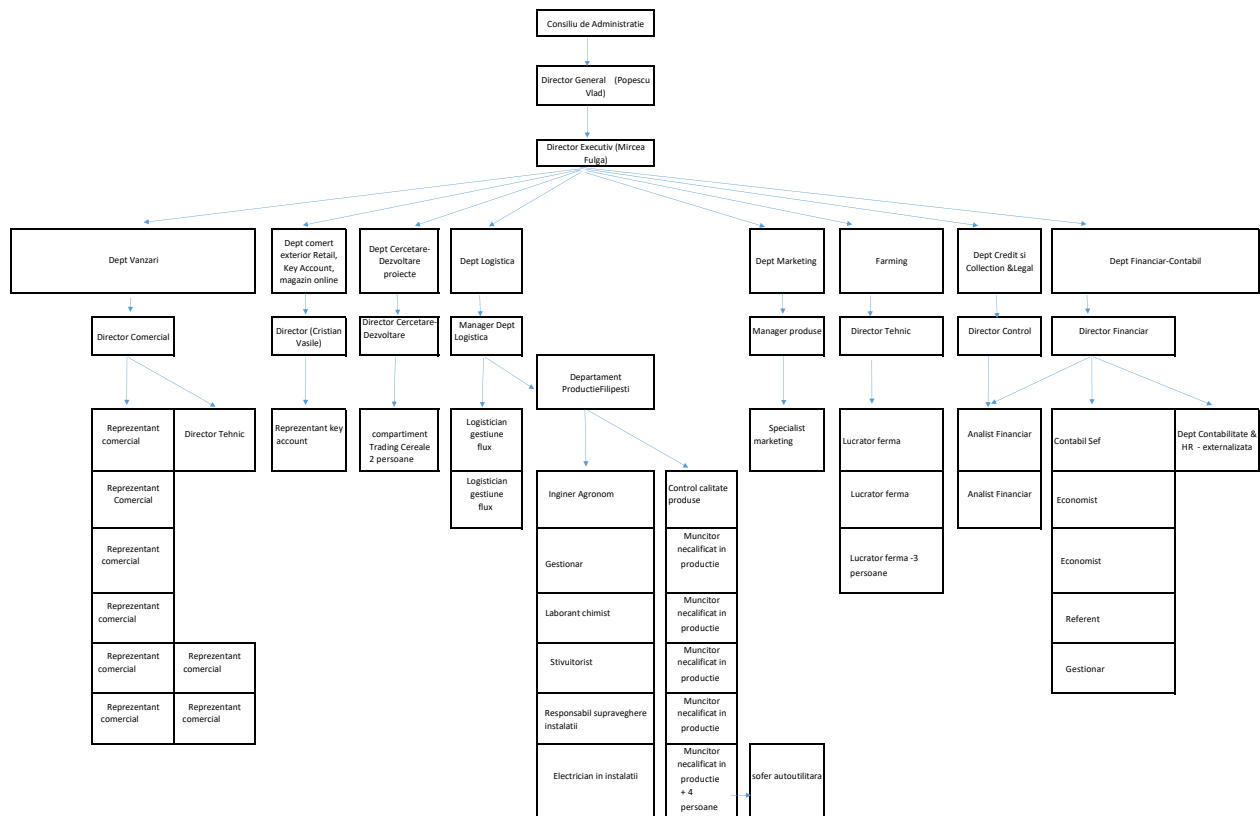 Consiliu de Administratie
Director General (Popescu
Vlad)
Director Executiv (Mircea
Fulga)
Dept Vanzari
Dept comert
exterior Retail,
Key Account,
magazin online
Dept Cercetare-
Dezvoltare
proiecte
Dept Logistica
Dept Marketing
Farming
Dept Credit si
Collection &Legal
Dept Financiar-Contabil
Director Comercial
Director (Cristian
Vasile)
Director Cercetare-
Dezvoltare
Manager Dept
Logistica
Manager produse
Director Tehnic
Director Control
Director Financiar
Departament
ProductieFilipesti
Reprezentant
comercial
Director Tehnic
Reprezentant key
account
compartiment
Trading Cereale
2 persoane
Logistician
gestiune
flux
Specialist
marketing
Lucrator ferma
Analist Financiar
Contabil Sef
Dept Contabilitate &
HR - externalizata
Reprezentant
Comercial
Logistician
gestiune
flux
Inginer Agronom
Control calitate
produse
Lucrator ferma
Analist Financiar
Economist
Reprezentant
comercial
Gestionar
Muncitor
necalificat in
productie
Lucrator ferma -3
persoane
Economist
Reprezentant
comercial
Laborant chimist
Muncitor
necalificat in
productie
Referent
Reprezentant
comercial
Reprezentant
comercial
Stivuitorist
Muncitor
necalificat in
productie
Gestionar
Reprezentant
comercial
Reprezentant
comercial
Responsabil supraveghere
instalatii
Muncitor
necalificat in
productie
Electrician in instalatii
Muncitor
necalificat in
productie
+ 4
persoane
sofer autoutilitara